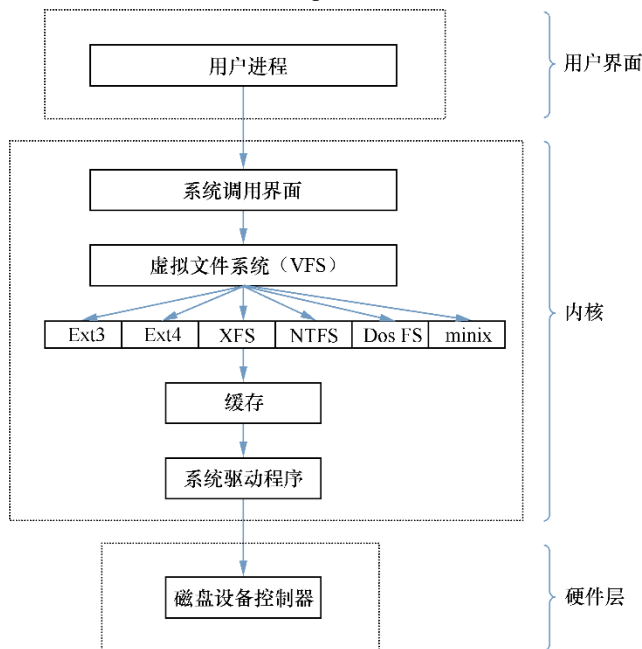 用户进程
用户界面
系统调用界面
虚拟文件系统（VFS）
内核
Ext3 Ext4 XFS NTFS Dos FS minix
缓存
系统驱动程序
磁盘设备控制器
硬件层